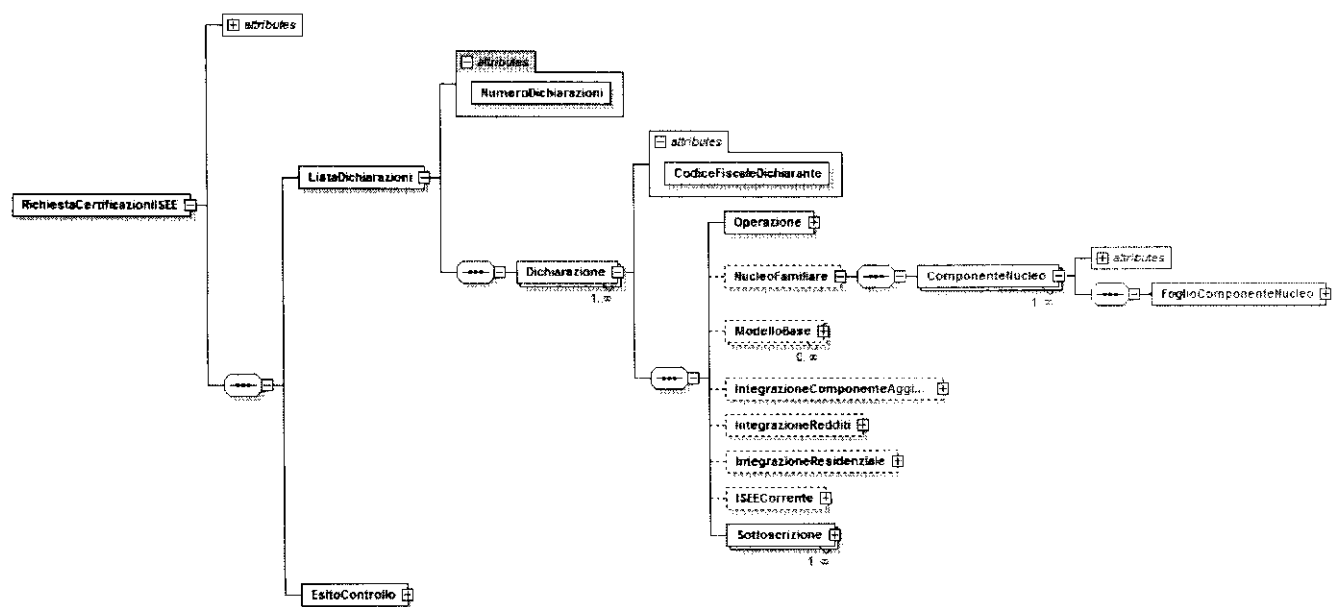 attributes
attributes
NumeroDichiarazioni
attributes
CodiceFiscaleDichiarante
ListaDichiarazioni
RichiestaCertificazioniISEE
Operazione
Dichiarazione
1..∞
NucleoFamiliare
ComponenteNucleo
1..∞
attributes
FoglioComponenteNucleo
ModelloBase
0..∞
IntegrazioneComponenteAggi...
IntegrazioneRedditi
IntegrazioneResidenziale
ISEECorrente
Sottoscrizione
1..∞
EsitoControllo